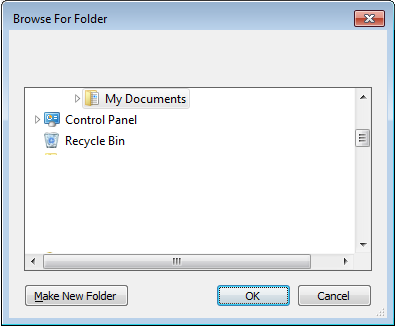 Browse For Folder
My Documents
Control Panel
Recycle Bin
Make New Folder
OK
Cancel